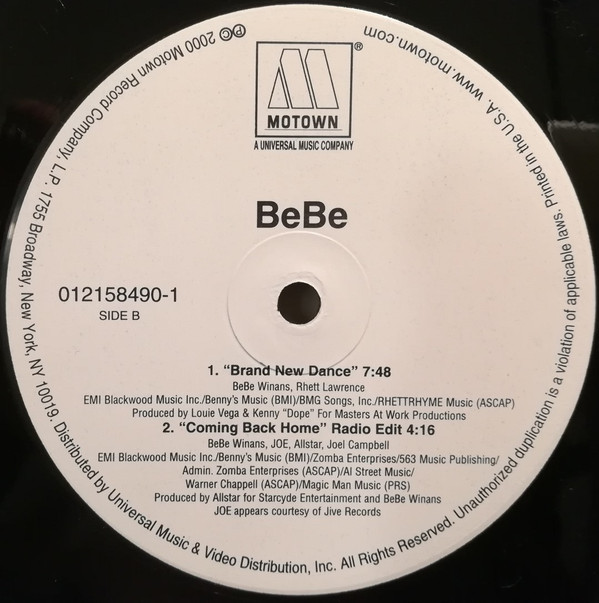 MOTOWN
®
A UNIVERSAL MUSIC COMPANY
BeBe
012158490-1
SIDE B
1. “Brand New Dance” 7:48
BeBe Winans, Rhett Lawrence
EMI Blackwood Music Inc./Benny's Music (BMI)/BMG Songs, Inc./RHETTRHYME Music (ASCAP)
Produced by Louie Vega & Kenny “Dope” For Masters At Work Productions
2. “Coming Back Home” Radio Edit 4:16
BeBe Winans, JOE, Allstar, Joel Campbell
EMI Blackwood Music Inc./Benny's Music (BMI)/Zomba Enterprises/563 Music Publishing/
Admin. Zomba Enterprises (ASCAP)/Al Street Music/
Warner Chappell (ASCAP)/Magic Man Music (PRS)
Produced by Allstar for Starcyde Entertainment and BeBe Winans
JOE appears courtesy of Jive Records
℗© 2000 Motown Record Company, L.P. 1755 Broadway, New York, NY 10019. Distributed by Universal Music & Video Distribution, Inc. All Rights Reserved. Unauthorized duplication is a violation of applicable laws. Printed in the U.S.A. www.motown.com